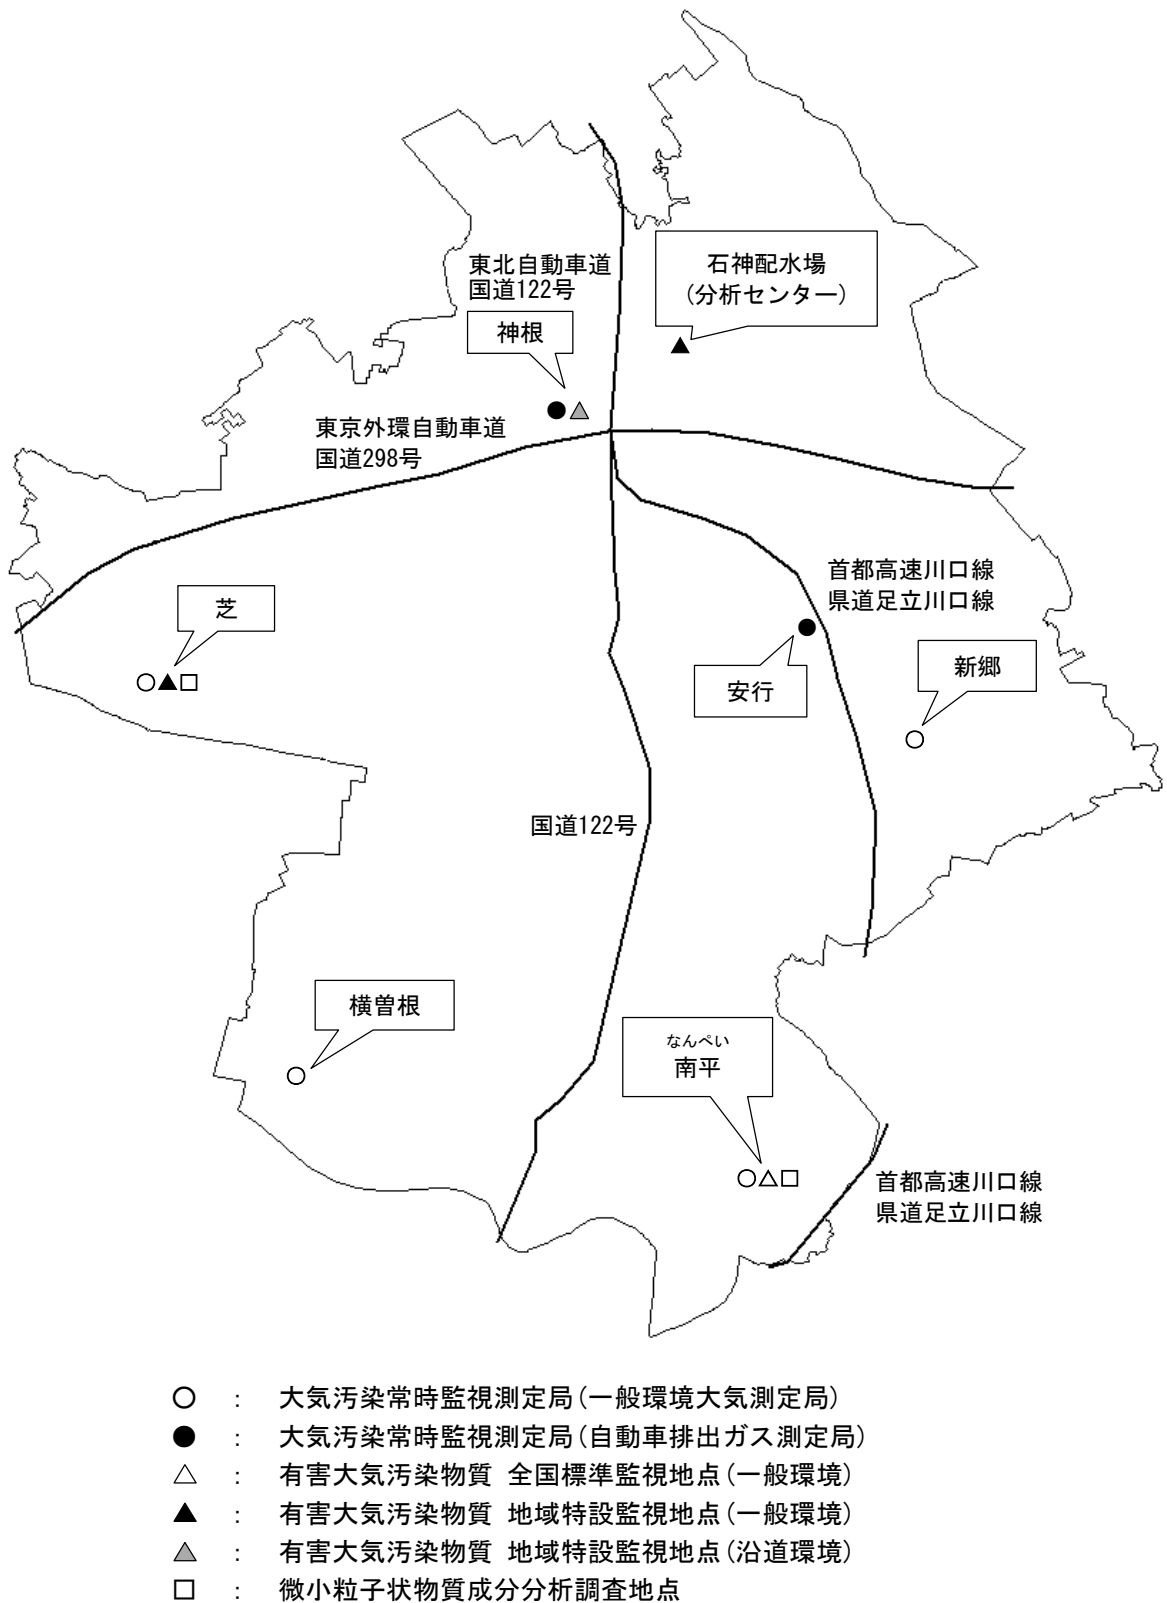 東北自動車道
国道122号
石神配水場
(分析センター)
神根
東京外環自動車道
国道298号
首都高速川口線
県道足立川口線
芝
安行
新郷
国道122号
横曽根
なんぺい
南平
首都高速川口線
県道足立川口線
○ : 大気汚染常時監視測定局(一般環境大気測定局)
● : 大気汚染常時監視測定局(自動車排出ガス測定局)
△ : 有害大気汚染物質 全国標準監視地点(一般環境)
▲ : 有害大気汚染物質 地域特設監視地点(一般環境)
▲ : 有害大気汚染物質 地域特設監視地点(沿道環境)
□ : 微小粒子状物質成分分析調査地点